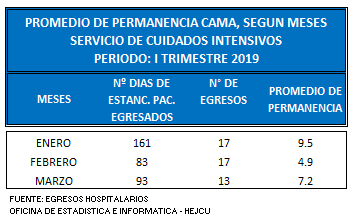 PROMEDIO DE PERMANENCIA CAMA, SEGUN MESES
SERVICIO DE CUIDADOS INTENSIVOS
PERIODO: I TRIMESTRE 2019
MESES Nº DIAS DE ESTANC. PAC. EGRESADOS N° DE EGRESOS PROMEDIO DE PERMANENCIA
ENERO 161 17 9.5
FEBRERO 83 17 4.9
MARZO 93 13 7.2
FUENTE: EGRESOS HOSPITALARIOS
OFICINA DE ESTADISTICA E INFORMATICA - HEJCU